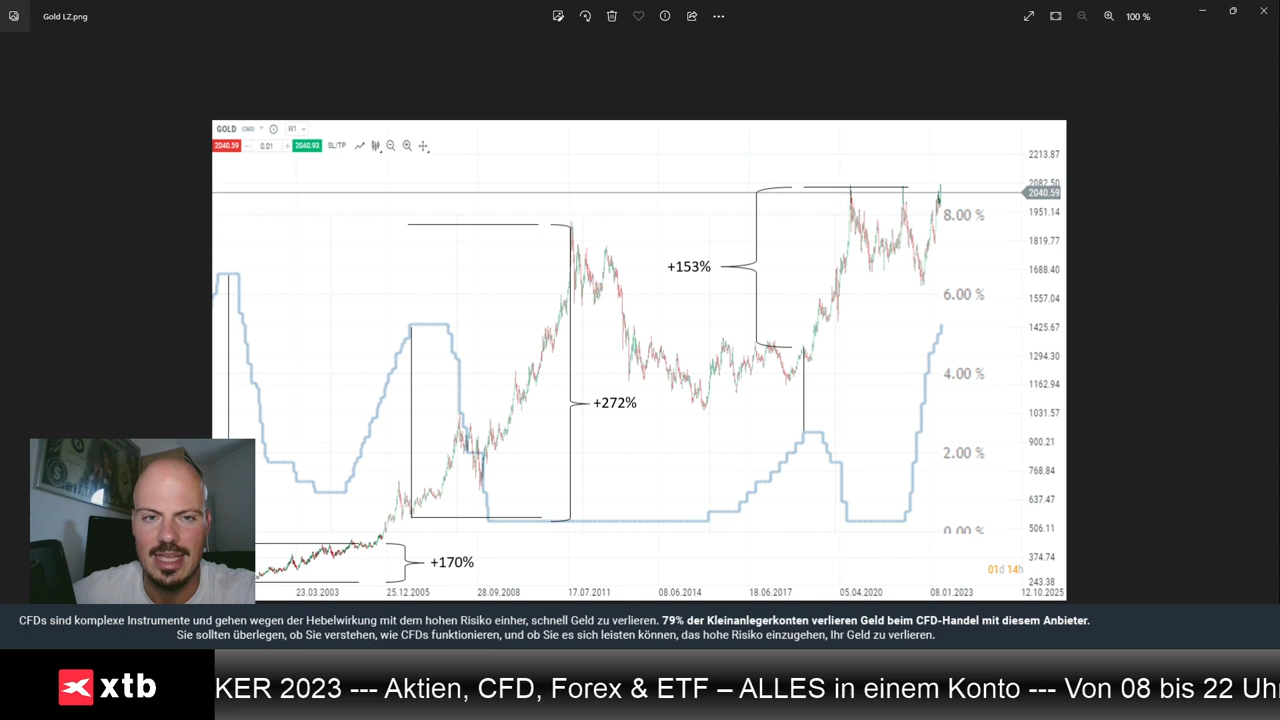 Gold LZ.png
100 %
GOLD CMD W1
2040.59 0.01 2040.93 SL/TP
2213.87
2082.50
2040.59
1951.14
8.00 %
1819.77
+153%
1688.40
6.00 %
1557.04
1425.67
1294.30
4.00 %
1162.94
+272%
1031.57
900.21
2.00 %
768.84
637.47
506.11
0.00 %
374.74
+170%
01d 14h
243.38
23.03.2003 25.12.2005 28.09.2008 17.07.2011 08.06.2014 18.06.2017 05.04.2020 08.01.2023 12.10.2025
CFDs sind komplexe Instrumente und gehen wegen der Hebelwirkung mit dem hohen Risiko einher, schnell Geld zu verlieren. 79% der Kleinanlegerkonten verlieren Geld beim CFD-Handel mit diesem Anbieter.
Sie sollten überlegen, ob Sie verstehen, wie CFDs funktionieren, und ob Sie es sich leisten können, das hohe Risiko einzugehen, Ihr Geld zu verlieren.
xtb
KER 2023 --- Aktien, CFD, Forex & ETF – ALLES in einem Konto --- Von 08 bis 22 Uhr